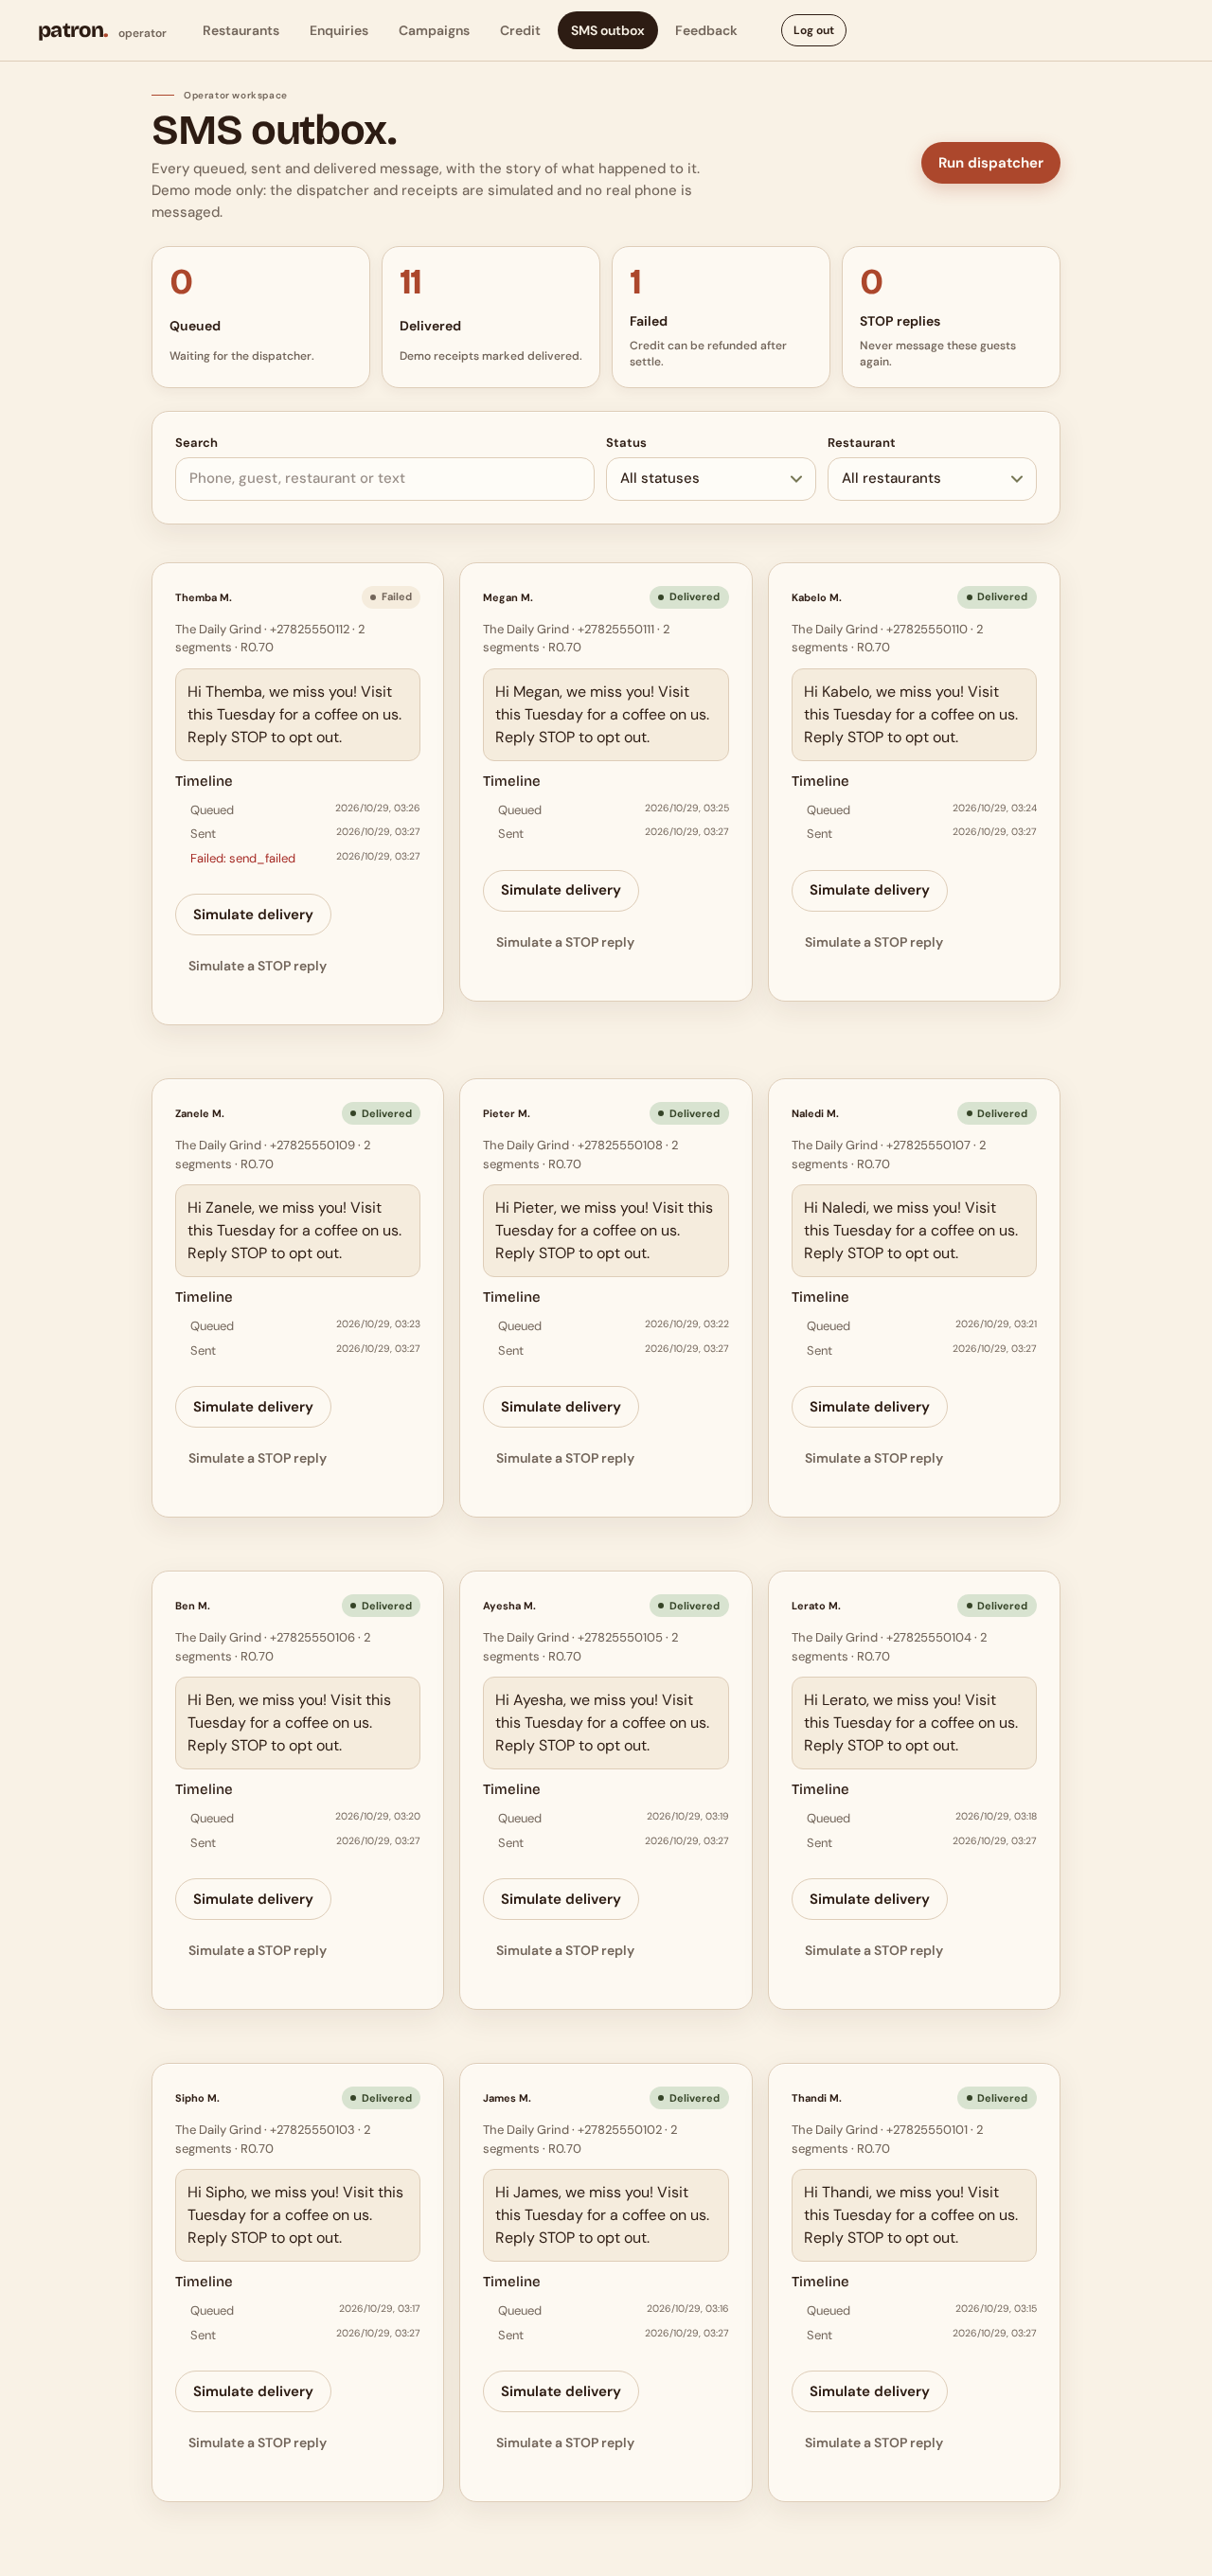 patron. operator Restaurants Enquiries Campaigns Credit SMS outbox Feedback Log out
Operator workspace
SMS outbox.
Every queued, sent and delivered message, with the story of what happened to it.
Demo mode only: the dispatcher and receipts are simulated and no real phone is
messaged.
Run dispatcher
0
Queued
Waiting for the dispatcher.
11
Delivered
Demo receipts marked delivered.
1
Failed
Credit can be refunded after
settle.
0
STOP replies
Never message these guests
again.
Search
Phone, guest, restaurant or text
Status
All statuses
Restaurant
All restaurants
Themba M. Failed
The Daily Grind · +27825550112 · 2
segments · R0.70
Hi Themba, we miss you! Visit
this Tuesday for a coffee on us.
Reply STOP to opt out.
Timeline
Queued 2026/10/29, 03:26
Sent 2026/10/29, 03:27
Failed: send_failed 2026/10/29, 03:27
Simulate delivery
Simulate a STOP reply
Megan M. Delivered
The Daily Grind · +27825550111 · 2
segments · R0.70
Hi Megan, we miss you! Visit
this Tuesday for a coffee on us.
Reply STOP to opt out.
Timeline
Queued 2026/10/29, 03:25
Sent 2026/10/29, 03:27
Simulate delivery
Simulate a STOP reply
Kabelo M. Delivered
The Daily Grind · +27825550110 · 2
segments · R0.70
Hi Kabelo, we miss you! Visit
this Tuesday for a coffee on us.
Reply STOP to opt out.
Timeline
Queued 2026/10/29, 03:24
Sent 2026/10/29, 03:27
Simulate delivery
Simulate a STOP reply
Zanele M. Delivered
The Daily Grind · +27825550109 · 2
segments · R0.70
Hi Zanele, we miss you! Visit
this Tuesday for a coffee on us.
Reply STOP to opt out.
Timeline
Queued 2026/10/29, 03:23
Sent 2026/10/29, 03:27
Simulate delivery
Simulate a STOP reply
Pieter M. Delivered
The Daily Grind · +27825550108 · 2
segments · R0.70
Hi Pieter, we miss you! Visit this
Tuesday for a coffee on us.
Reply STOP to opt out.
Timeline
Queued 2026/10/29, 03:22
Sent 2026/10/29, 03:27
Simulate delivery
Simulate a STOP reply
Naledi M. Delivered
The Daily Grind · +27825550107 · 2
segments · R0.70
Hi Naledi, we miss you! Visit
this Tuesday for a coffee on us.
Reply STOP to opt out.
Timeline
Queued 2026/10/29, 03:21
Sent 2026/10/29, 03:27
Simulate delivery
Simulate a STOP reply
Ben M. Delivered
The Daily Grind · +27825550106 · 2
segments · R0.70
Hi Ben, we miss you! Visit this
Tuesday for a coffee on us.
Reply STOP to opt out.
Timeline
Queued 2026/10/29, 03:20
Sent 2026/10/29, 03:27
Simulate delivery
Simulate a STOP reply
Ayesha M. Delivered
The Daily Grind · +27825550105 · 2
segments · R0.70
Hi Ayesha, we miss you! Visit
this Tuesday for a coffee on us.
Reply STOP to opt out.
Timeline
Queued 2026/10/29, 03:19
Sent 2026/10/29, 03:27
Simulate delivery
Simulate a STOP reply
Lerato M. Delivered
The Daily Grind · +27825550104 · 2
segments · R0.70
Hi Lerato, we miss you! Visit
this Tuesday for a coffee on us.
Reply STOP to opt out.
Timeline
Queued 2026/10/29, 03:18
Sent 2026/10/29, 03:27
Simulate delivery
Simulate a STOP reply
Sipho M. Delivered
The Daily Grind · +27825550103 · 2
segments · R0.70
Hi Sipho, we miss you! Visit this
Tuesday for a coffee on us.
Reply STOP to opt out.
Timeline
Queued 2026/10/29, 03:17
Sent 2026/10/29, 03:27
Simulate delivery
Simulate a STOP reply
James M. Delivered
The Daily Grind · +27825550102 · 2
segments · R0.70
Hi James, we miss you! Visit
this Tuesday for a coffee on us.
Reply STOP to opt out.
Timeline
Queued 2026/10/29, 03:16
Sent 2026/10/29, 03:27
Simulate delivery
Simulate a STOP reply
Thandi M. Delivered
The Daily Grind · +27825550101 · 2
segments · R0.70
Hi Thandi, we miss you! Visit
this Tuesday for a coffee on us.
Reply STOP to opt out.
Timeline
Queued 2026/10/29, 03:15
Sent 2026/10/29, 03:27
Simulate delivery
Simulate a STOP reply